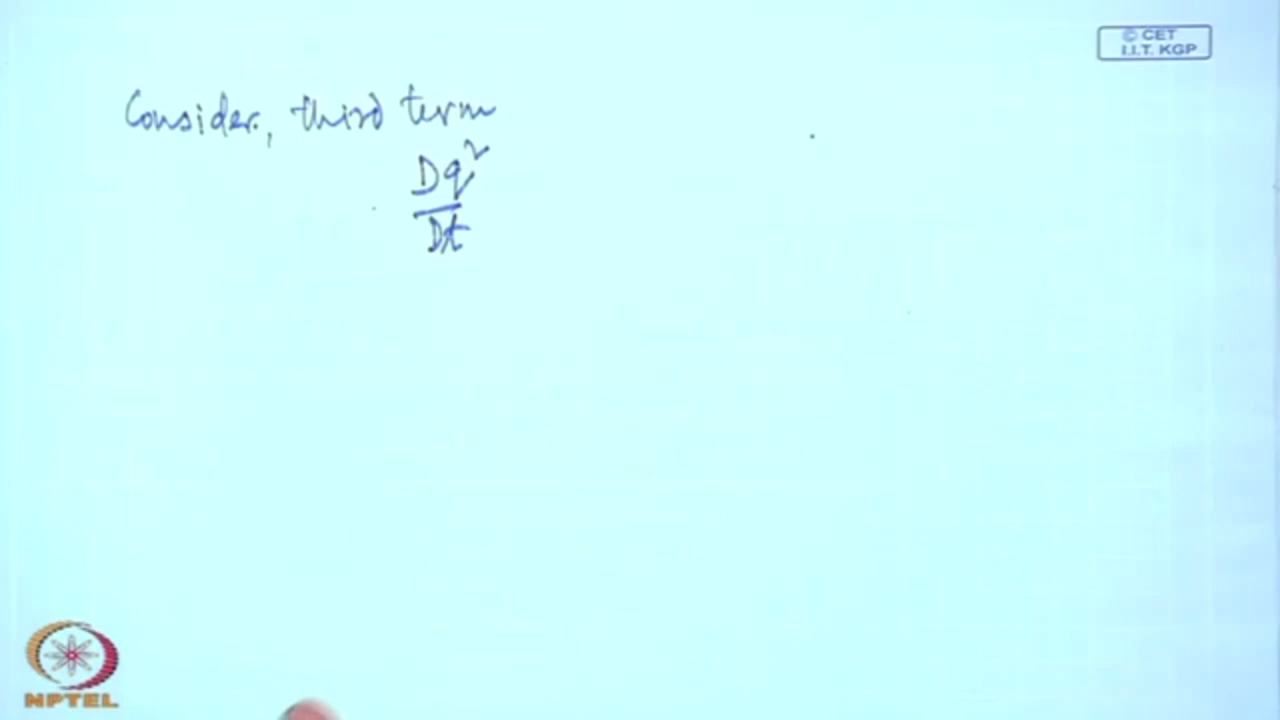 © CET
I.I.T. KGP
Consider, third term
Dq²
Dt
NPTEL